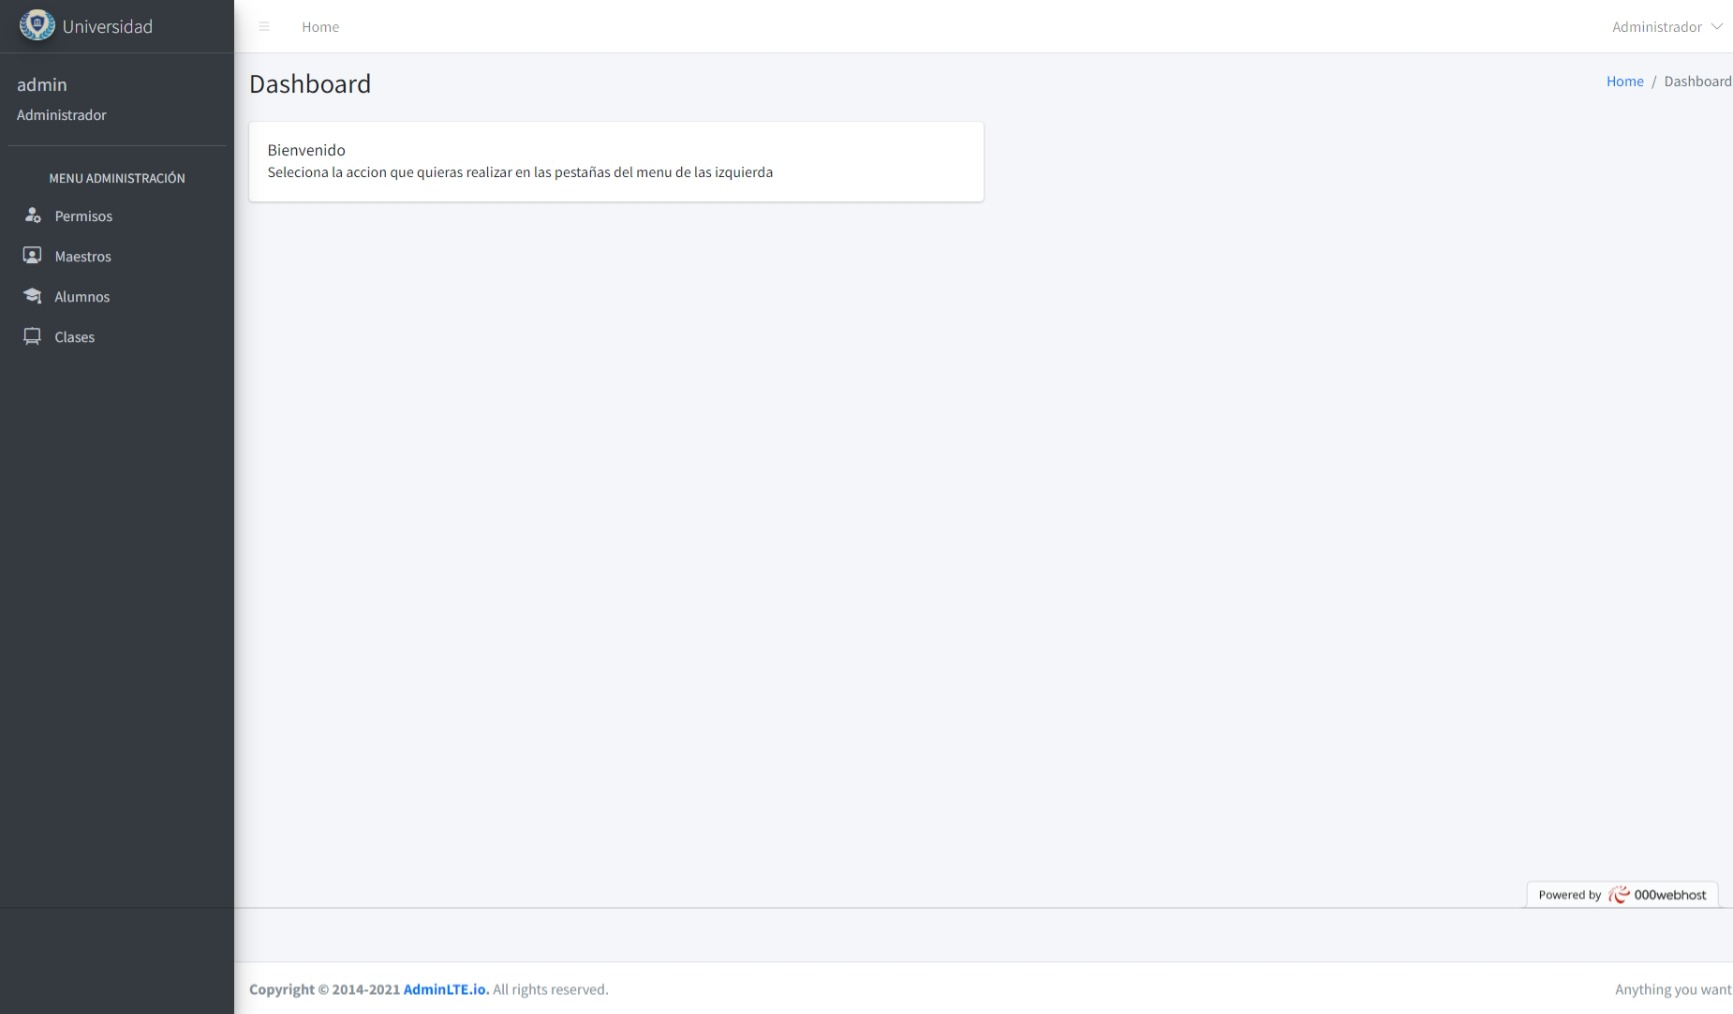 Universidad
Home
Administrador
admin
Administrador
MENU ADMINISTRACIÓN
Permisos
Maestros
Alumnos
Clases
Dashboard
Home / Dashboard
Bienvenido
Seleciona la accion que quieras realizar en las pestañas del menu de las izquierda
Powered by 000webhost
Copyright © 2014-2021 AdminLTE.io. All rights reserved.
Anything you want